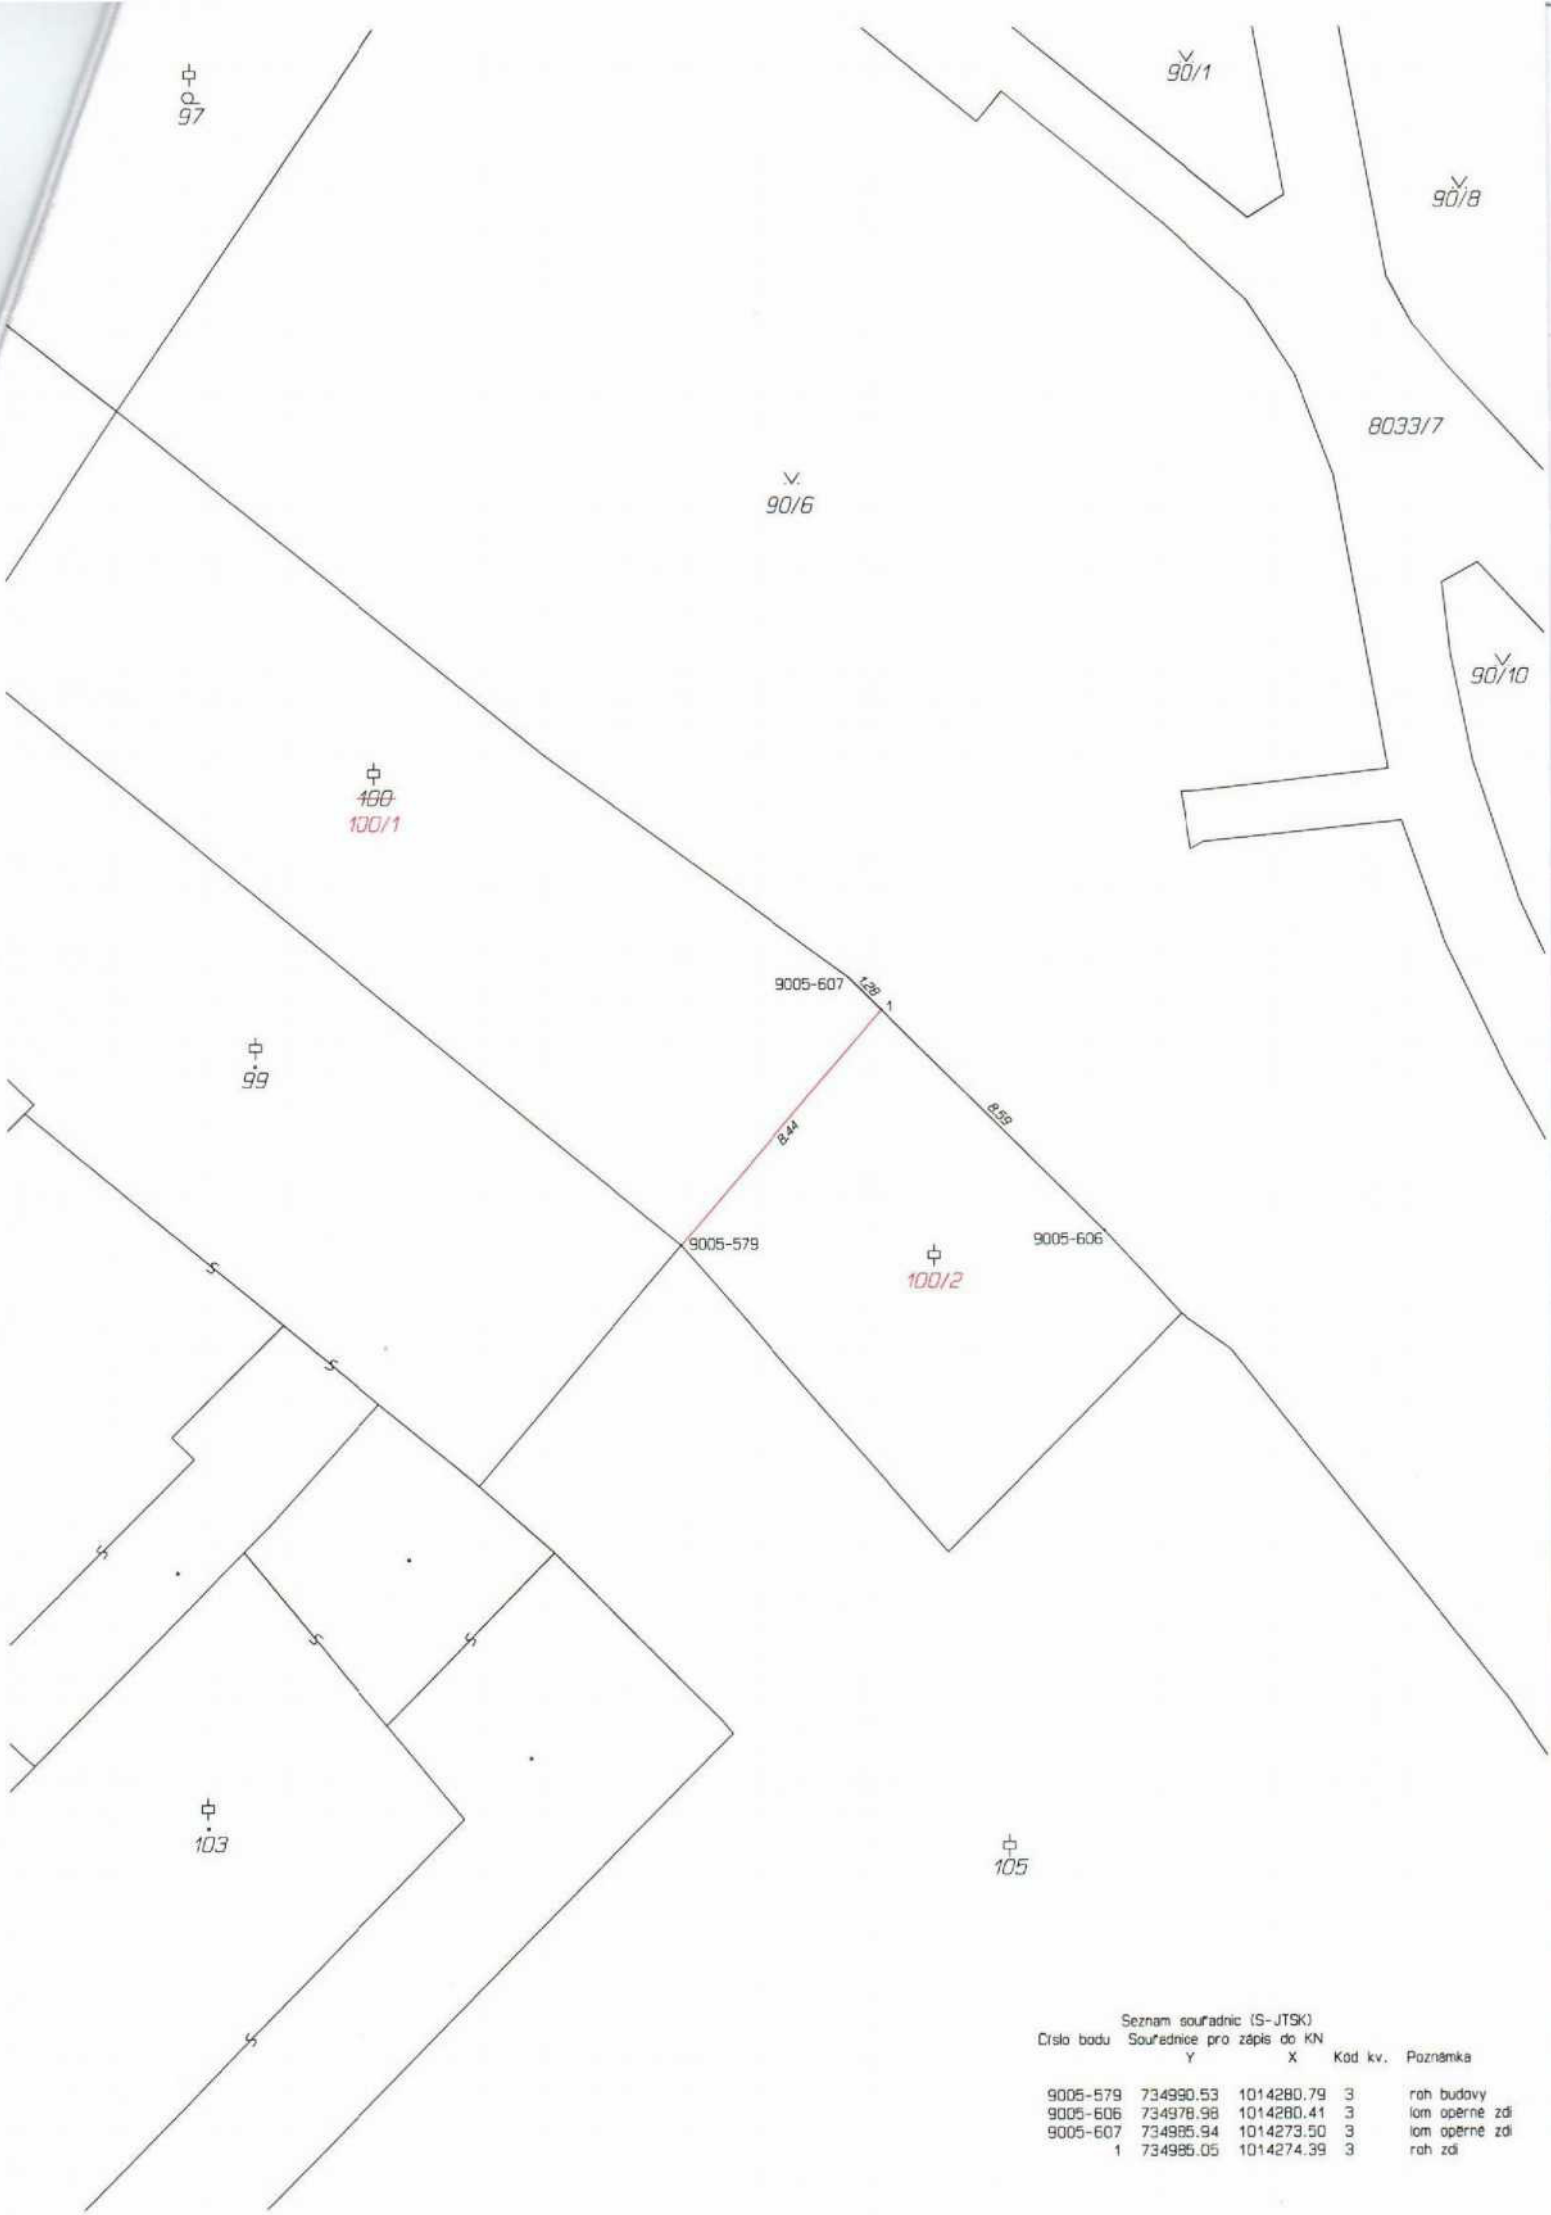 90/1
97
90/8
8033/7
90/6
90/10
100
100/1
9005-607
1.28
1
99
8.59
8.44
9005-579
9005-606
100/2
S
S
S
S
S
103
105
S
Seznam souřadnic (S-JTSK)
Číslo bodu Souřadnice pro zápis do KN
Y X Kód kv. Poznámka
9005-579 734990.53 1014280.79 3 roh budovy
9005-606 734978.98 1014280.41 3 lom opěrné zdi
9005-607 734985.94 1014273.50 3 lom opěrné zdi
1 734985.05 1014274.39 3 roh zdi